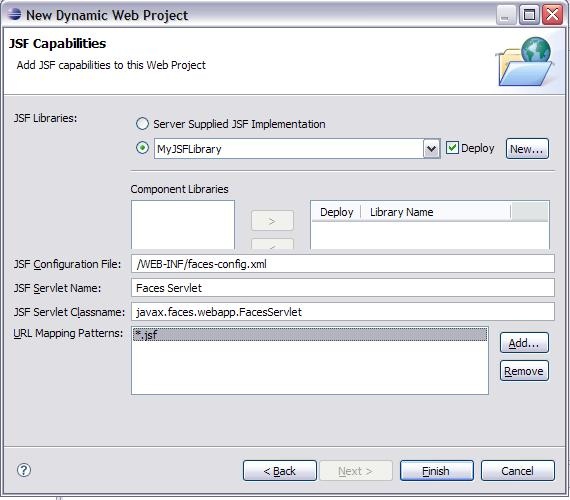 New Dynamic Web Project
JSF Capabilities
Add JSF capabilities to this Web Project
JSF Libraries:
Server Supplied JSF Implementation
MyJSFLibrary
Deploy
New...
Component Libraries
>
Deploy Library Name
<
JSF Configuration File: /WEB-INF/faces-config.xml
JSF Servlet Name: Faces Servlet
JSF Servlet Classname: javax.faces.webapp.FacesServlet
URL Mapping Patterns: *.jsf
Add...
Remove
? < Back Next > Finish Cancel